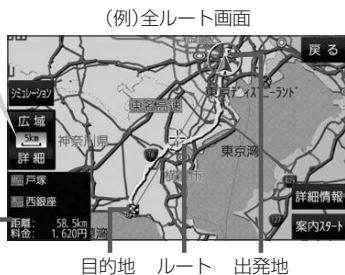 (例)全ルート画面
戻る
シミュレーション
東名高速
東京ディズニーランド
広域
5km
詳細
神奈川県
東京湾
横浜市
戸塚
西銀座
距離: 58.5km
料金: 1,620円
詳細情報
案内スタート
目的地 ルート 出発地